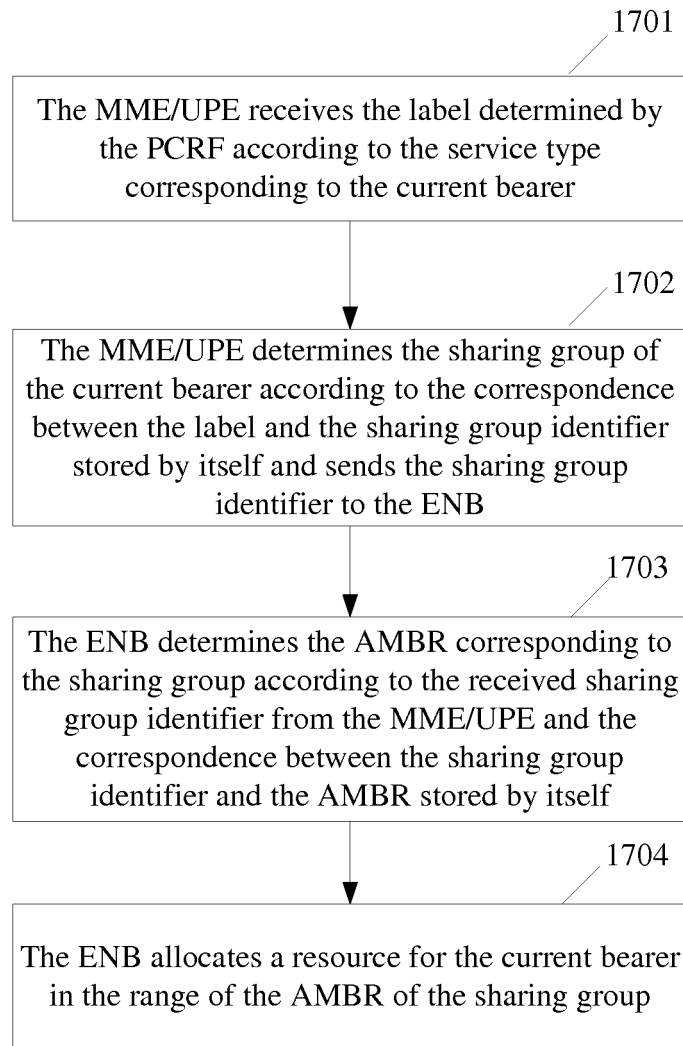 1701
The MME/UPE receives the label determined by
the PCRF according to the service type
corresponding to the current bearer
1702
The MME/UPE determines the sharing group of
the current bearer according to the correspondence
between the label and the sharing group identifier
stored by itself and sends the sharing group
identifier to the ENB
1703
The ENB determines the AMBR corresponding to
the sharing group according to the received sharing
group identifier from the MME/UPE and the
correspondence between the sharing group
identifier and the AMBR stored by itself
1704
The ENB allocates a resource for the current bearer
in the range of the AMBR of the sharing group